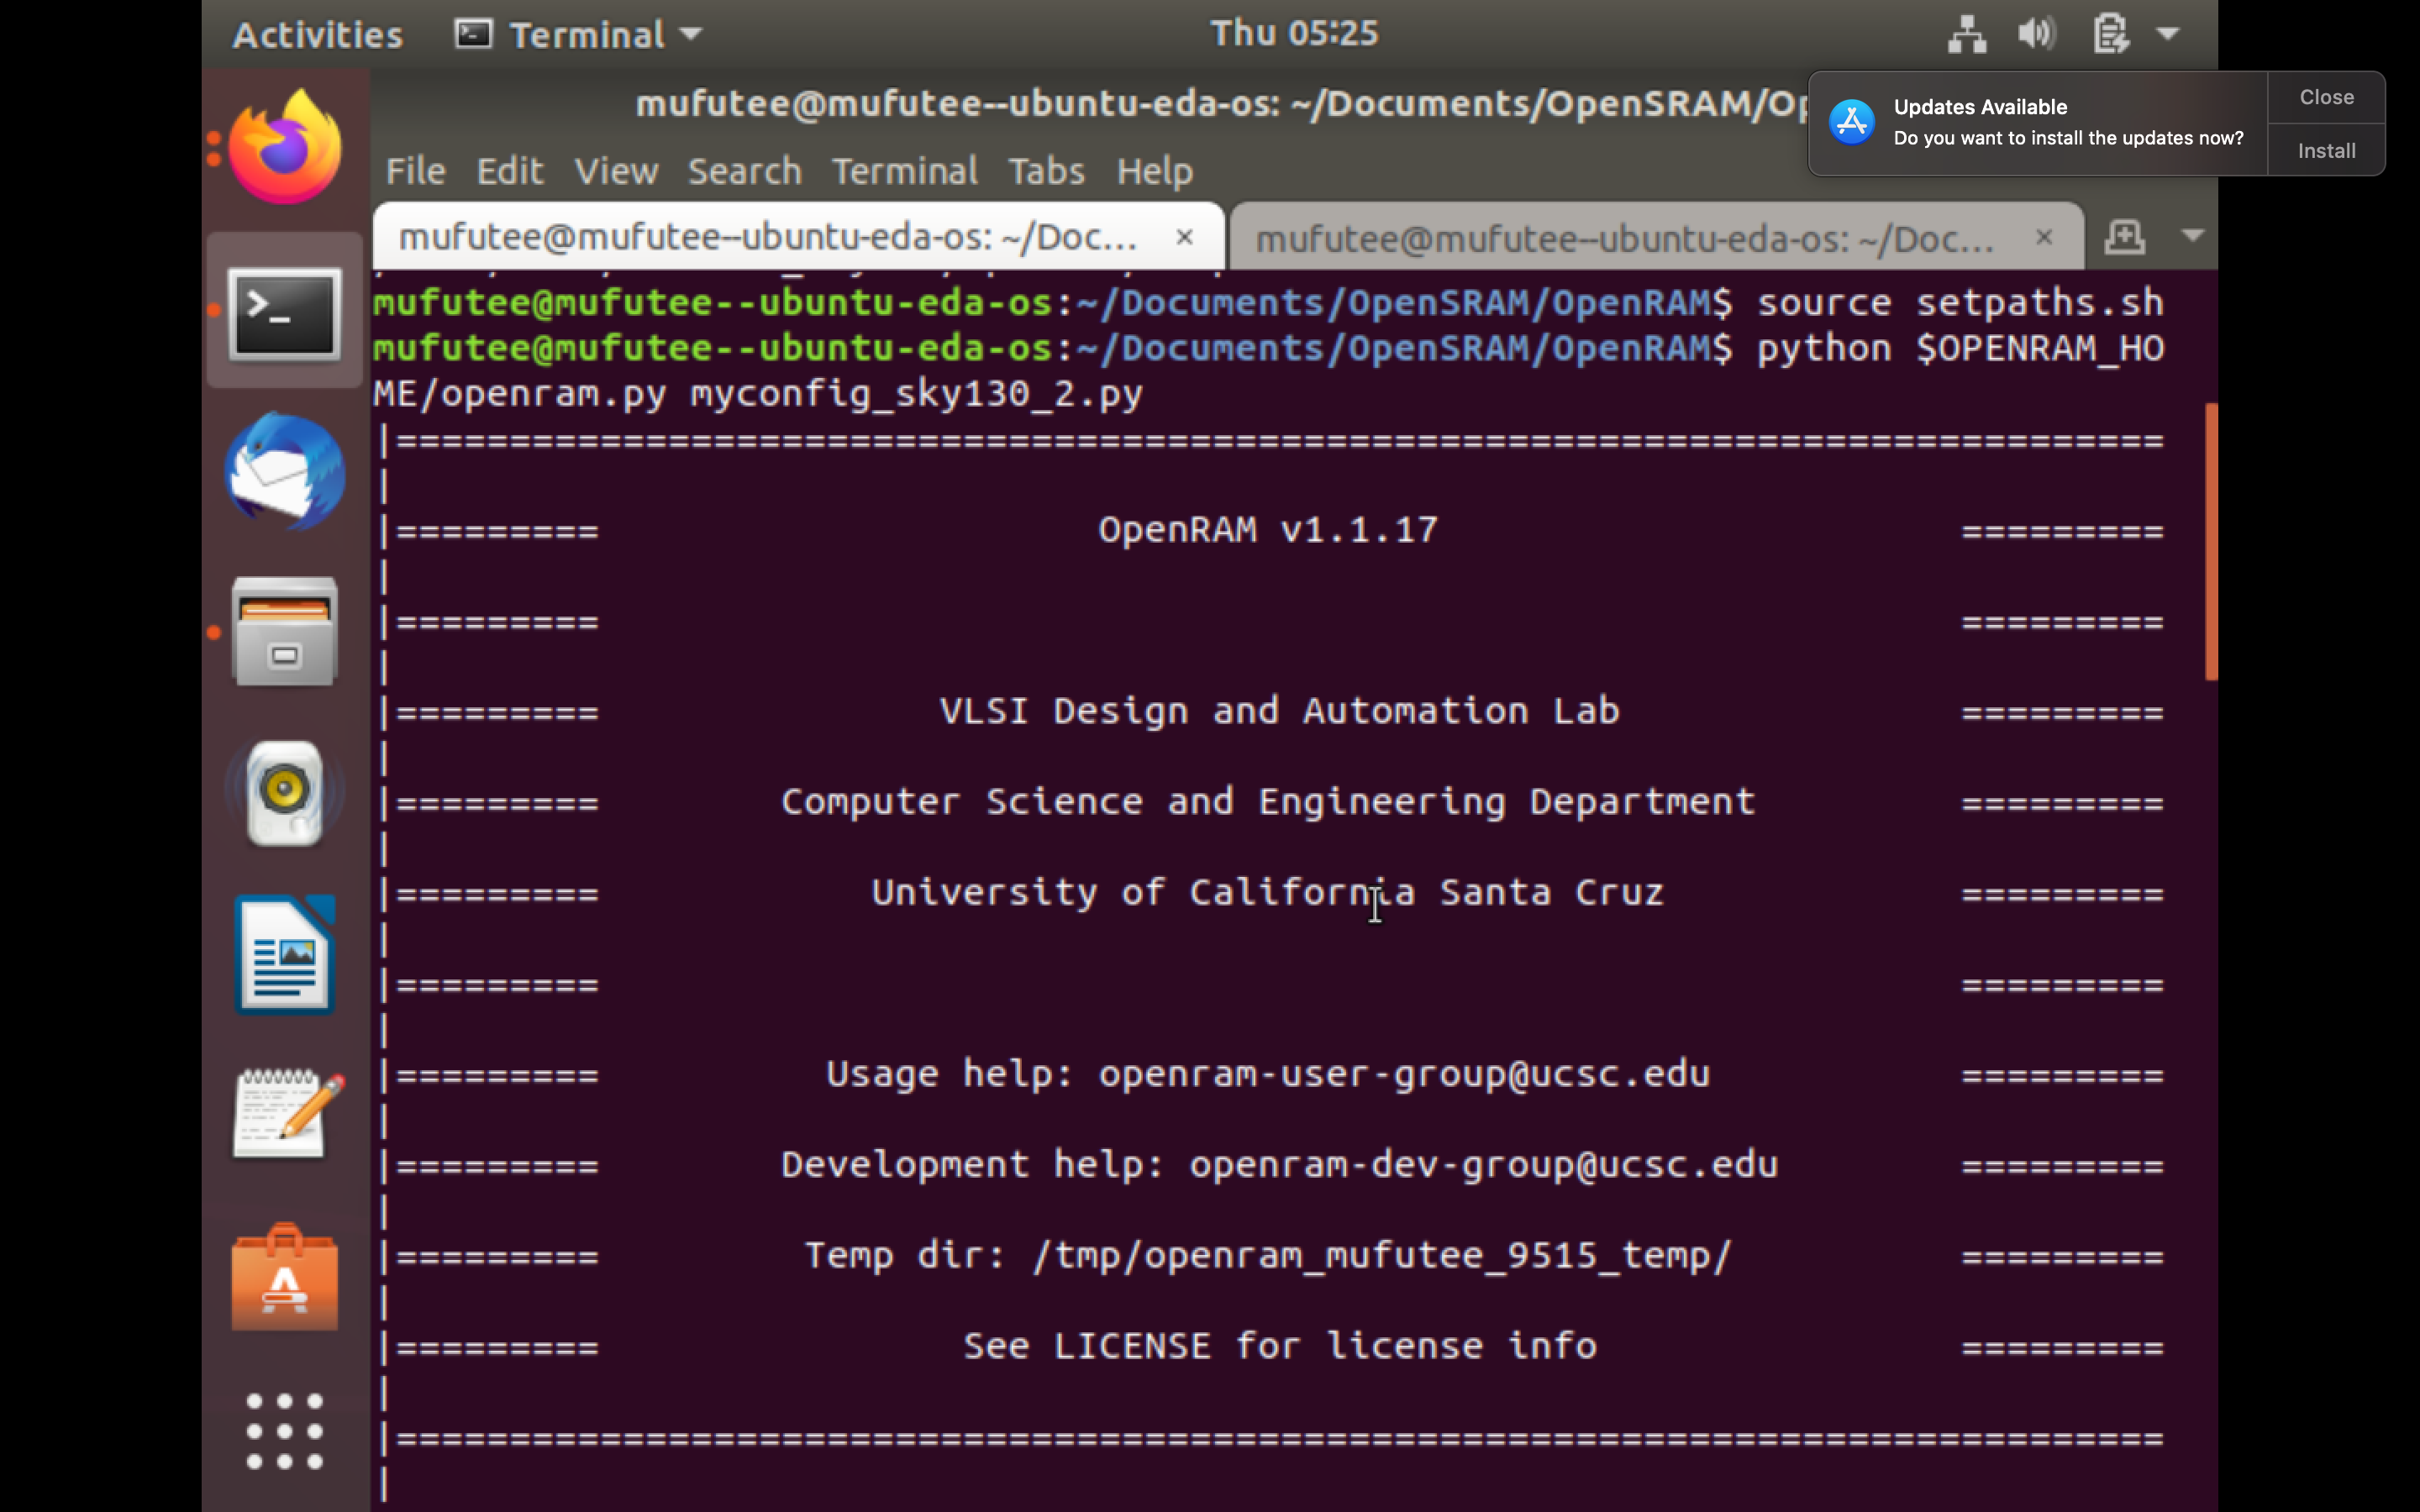 Activities
Terminal
Thu 05:25
mufutee@mufutee--ubuntu-eda-os: ~/Documents/OpenSRAM/Op
Updates Available
Do you want to install the updates now?
Close
Install
File Edit View Search Terminal Tabs Help
mufutee@mufutee--ubuntu-eda-os: ~/Doc... ×
mufutee@mufutee--ubuntu-eda-os: ~/Doc... ×
mufutee@mufutee--ubuntu-eda-os:~/Documents/OpenSRAM/OpenRAM$ source setpaths.sh
mufutee@mufutee--ubuntu-eda-os:~/Documents/OpenSRAM/OpenRAM$ python $OPENRAM_HO
ME/openram.py myconfig_sky130_2.py
|==============================================================================
|
|========= OpenRAM v1.1.17 =========
|
|========= =========
|
|========= VLSI Design and Automation Lab =========
|
|========= Computer Science and Engineering Department =========
|
|========= University of California Santa Cruz =========
|
|========= =========
|
|========= Usage help: openram-user-group@ucsc.edu =========
|
|========= Development help: openram-dev-group@ucsc.edu =========
|
|========= Temp dir: /tmp/openram_mufutee_9515_temp/ =========
|
|========= See LICENSE for license info =========
|
|==============================================================================
|